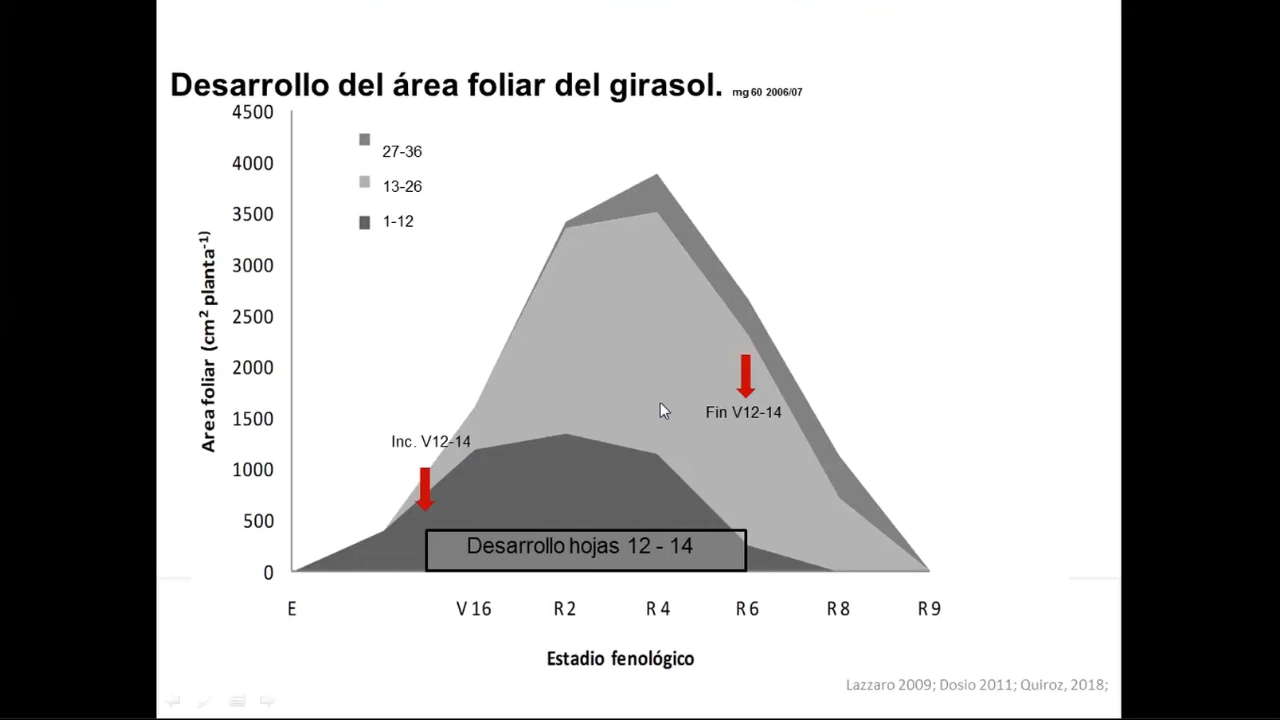 Desarrollo del área foliar del girasol. mg60 2006/07
4500
4000
3500
3000
2500
2000
1500
1000
500
0
Area foliar (cm² planta⁻¹)
27-36
13-26
1-12
Inc. V12-14
Fin V12-14
Desarrollo hojas 12 - 14
E V 16 R 2 R 4 R 6 R 8 R 9
Estadio fenológico
Lazzaro 2009; Dosio 2011; Quiroz, 2018;